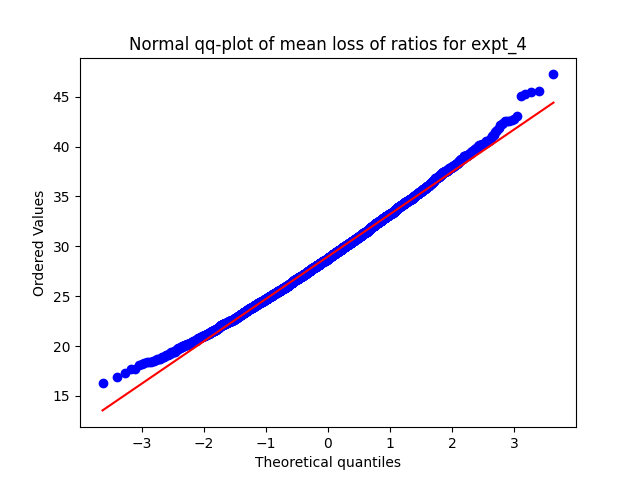 Normal qq-plot of mean loss of ratios for expt_4
Ordered Values
45
40
35
30
25
20
15
−3 −2 −1 0 1 2 3
Theoretical quantiles